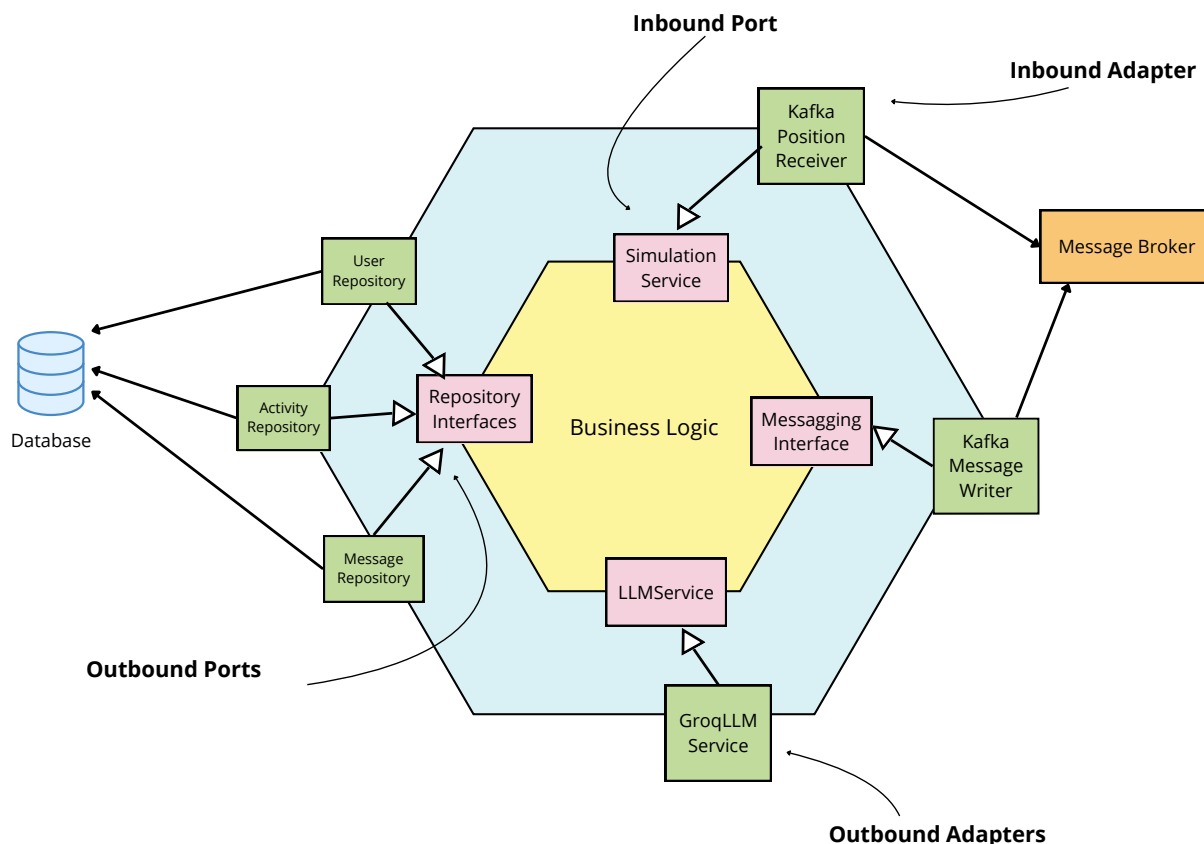 Inbound Port
Inbound Adapter
Kafka
Position
Receiver
Message Broker
Simulation
Service
User
Repository
Database
Activity
Repository
Repository
Interfaces
Business Logic
Messagging
Interface
Kafka
Message
Writer
Message
Repository
LLMService
Outbound Ports
GroqLLM
Service
Outbound Adapters